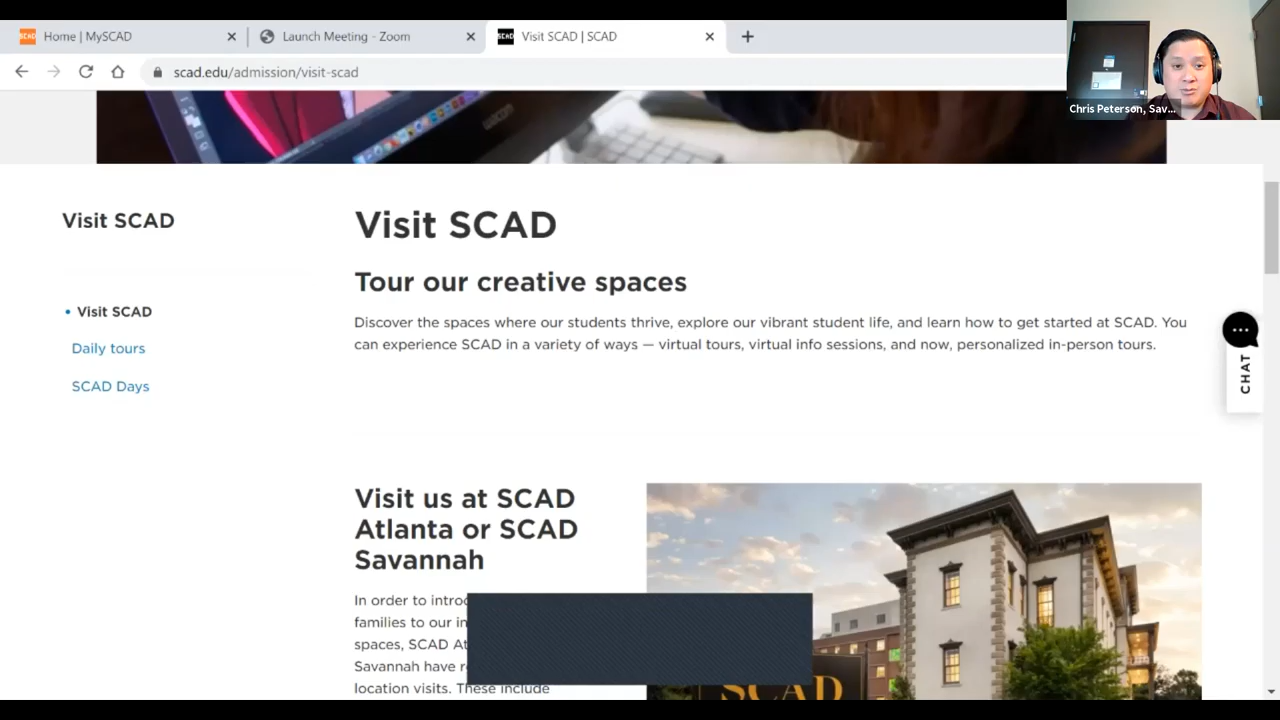 Home | MySCAD
Launch Meeting - Zoom
Visit SCAD | SCAD
scad.edu/admission/visit-scad
Chris Peterson, Sav...
Visit SCAD
Visit SCAD
Daily tours
SCAD Days
Visit SCAD
Tour our creative spaces
Discover the spaces where our students thrive, explore our vibrant student life, and learn how to get started at SCAD. You
can experience SCAD in a variety of ways — virtual tours, virtual info sessions, and now, personalized in-person tours.
CHAT
Visit us at SCAD
Atlanta or SCAD
Savannah
In order to
families to our
spaces, SCAD
Savannah have
location visits. These include
SCAD